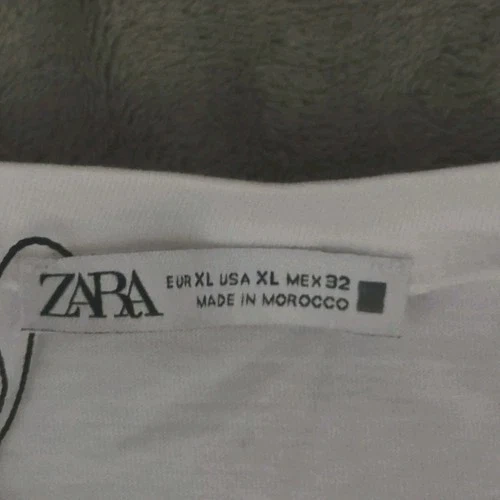 ZARA
EUR XL USA XL MEX 32
MADE IN MOROCCO